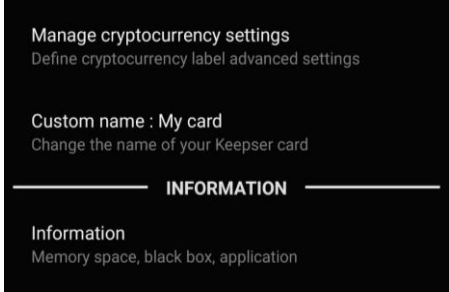 Manage cryptocurrency settings
Define cryptocurrency label advanced settings
Custom name : My card
Change the name of your Keepser card
INFORMATION
Information
Memory space, black box, application